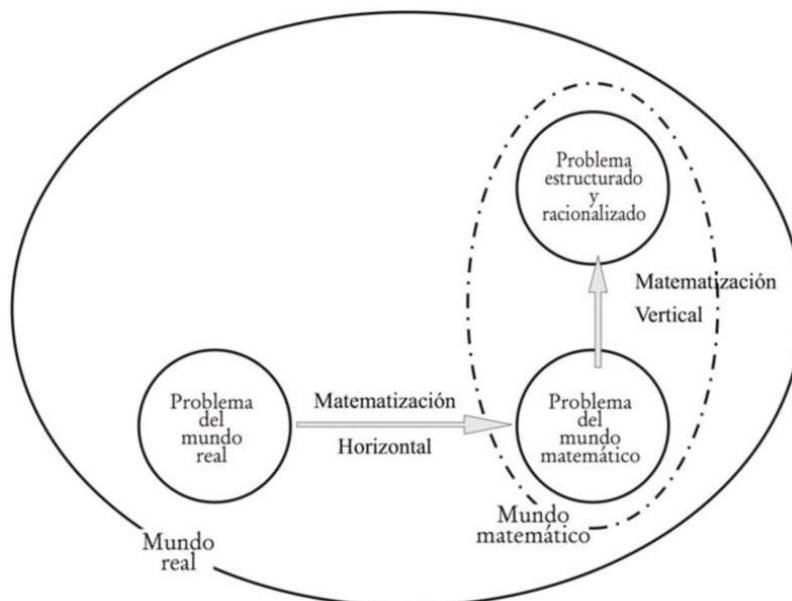 Problema
estructurado
y
racionalizado
Matematización
Vertical
Problema
del
mundo
real
Matematización
Horizontal
Problema
del
mundo
matemático
Mundo
matemático
Mundo
real